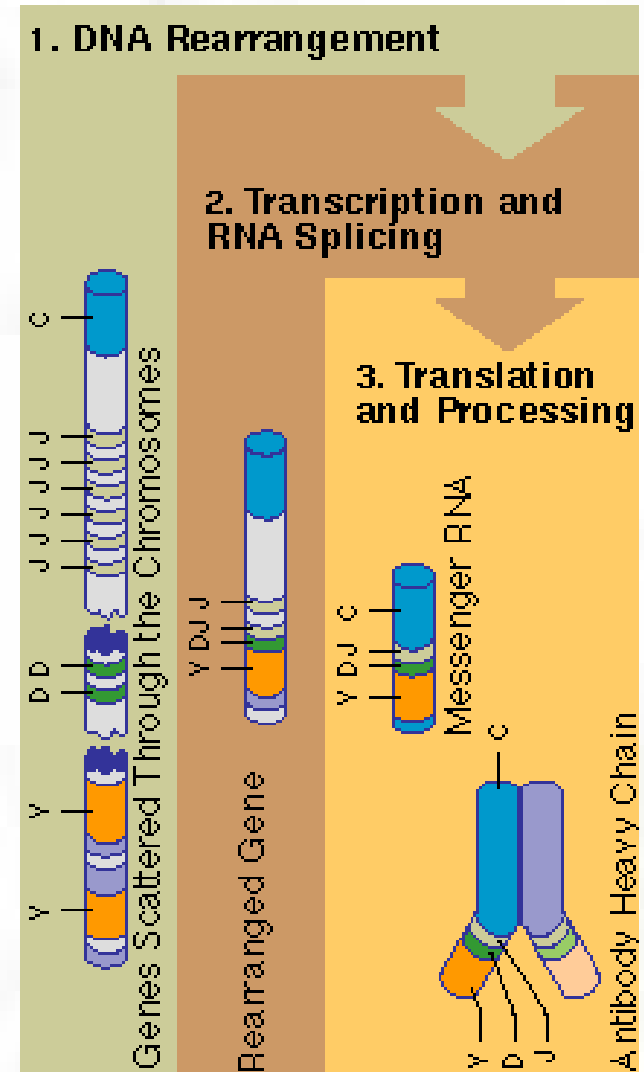 1. DNA Rearrangement
Y Y D D J J J J J J C
Genes Scattered Through the Chromosomes
2. Transcription and
RNA Splicing
Y DJ J
Rearranged Gene
3. Translation
and Processing
Y DJ C
Messenger RNA
C
Y
D
J
Antibody Heavy Chain